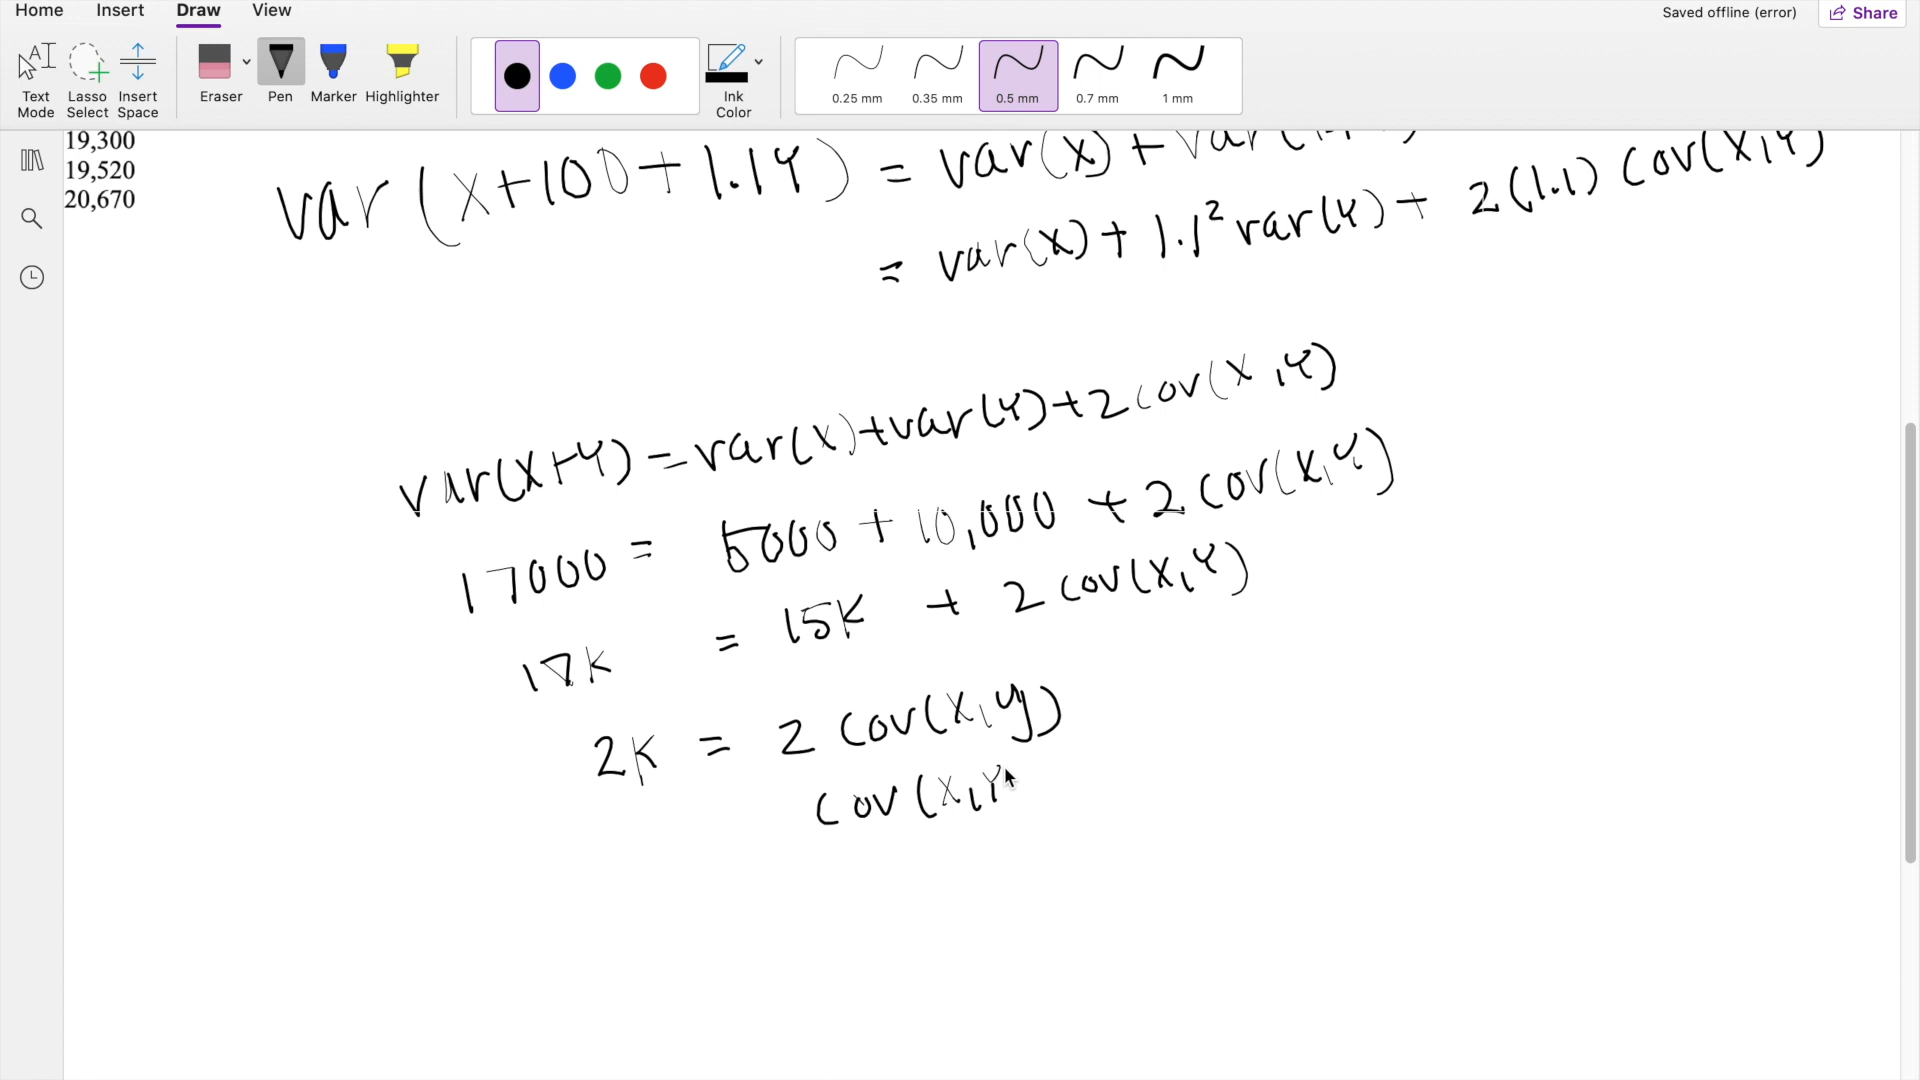 Home Insert Draw View Saved offline (error) Share
Text Mode Lasso Select Insert Space Eraser Pen Marker Highlighter Ink Color 0.25 mm 0.35 mm 0.5 mm 0.7 mm 1 mm
19,300
19,520
20,670
var(x+100+1.1y) = var(x) + var(
= var(x) + 1.1² var(y) + 2(1.1) cov(x,y)
var(x+y) = var(x)+var(y)+2cov(x,y)
17000 = 5000 + 10,000 + 2 cov(x,y)
17K = 15K + 2 cov(x,y)
2K = 2 cov(x,y)
cov(x,y